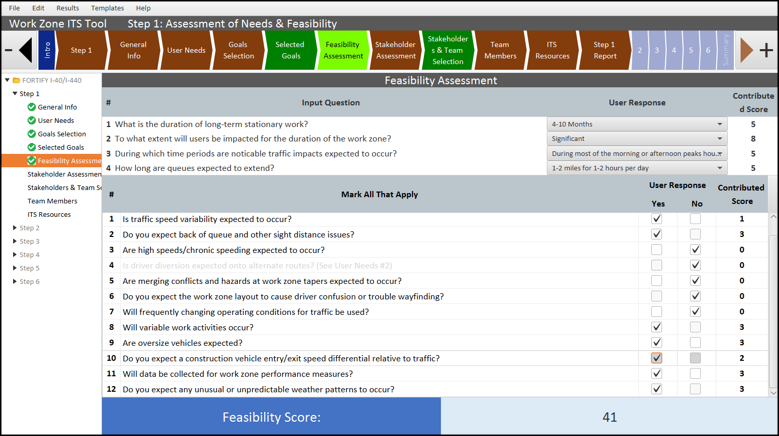 File Edit Results Templates Help
Work Zone ITS Tool Step 1: Assessment of Needs & Feasibility
Intro
Step 1
General
Info
User Needs
Goals
Selection
Selected
Goals
Feasibility
Assessment
Stakeholder
Assessment
Stakeholder
s & Team
Selection
Team
Members
ITS
Resources
Step 1
Report
2
3
4
5
6
Summary
FORTIFY I-40/I-440
Step 1
General Info
User Needs
Goals Selection
Selected Goals
Feasibility Assessme
Stakeholder Assessmen
Stakeholders & Team Se
Team Members
ITS Resources
Step 2
Step 3
Step 4
Step 5
Step 6
Feasibility Assessment
# Input Question User Response Contribute
d Score
1 What is the duration of long-term stationary work? 4-10 Months 5
2 To what extent will users be impacted for the duration of the work zone? Significant 8
3 During which time periods are noticable traffic impacts expected to occur? During most of the morning or afternoon peaks hou... 5
4 How long are queues expected to extend? 1-2 miles for 1-2 hours per day 5
# Mark All That Apply User Response Contributed
Score
Yes No
1 Is traffic speed variability expected to occur? 1
2 Do you expect back of queue and other sight distance issues? 3
3 Are high speeds/chronic speeding expected to occur? 0
4 Is driver diversion expected onto alternate routes? (See User Needs #2) 0
5 Are merging conflicts and hazards at work zone tapers expected to occur? 0
6 Do you expect the work zone layout to cause driver confusion or trouble wayfinding? 0
7 Will frequently changing operating conditions for traffic be used? 0
8 Will variable work activities occur? 3
9 Are oversize vehicles expected? 3
10 Do you expect a construction vehicle entry/exit speed differential relative to traffic? 2
11 Will data be collected for work zone performance measures? 3
12 Do you expect any unusual or unpredictable weather patterns to occur? 3
Feasibility Score: 41